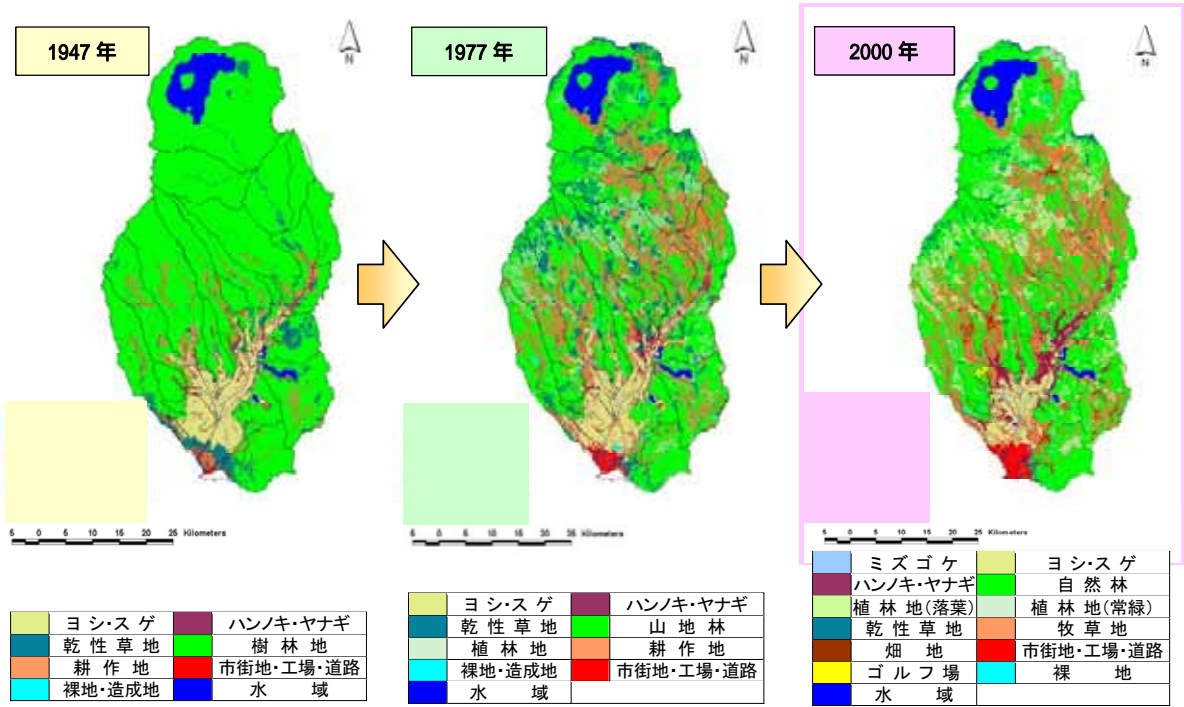 1947 年
N
5 0 5 10 15 20 25 Kilometers
ヨシ・スゲ ハンノキ・ヤナギ
乾性草地 樹林地
耕作地 市街地・工場・道路
裸地・造成地 水域
1977 年
N
5 0 5 10 15 20 25 Kilometers
ヨシ・スゲ ハンノキ・ヤナギ
乾性草地 山地林
植林地 耕作地
裸地・造成地 市街地・工場・道路
水域
2000 年
N
5 0 5 10 15 20 25 Kilometers
ミズゴケ ヨシ・スゲ
ハンノキ・ヤナギ 自然林
植林地(落葉) 植林地(常緑)
乾性草地 牧草地
畑地 市街地・工場・道路
ゴルフ場 裸地
水域